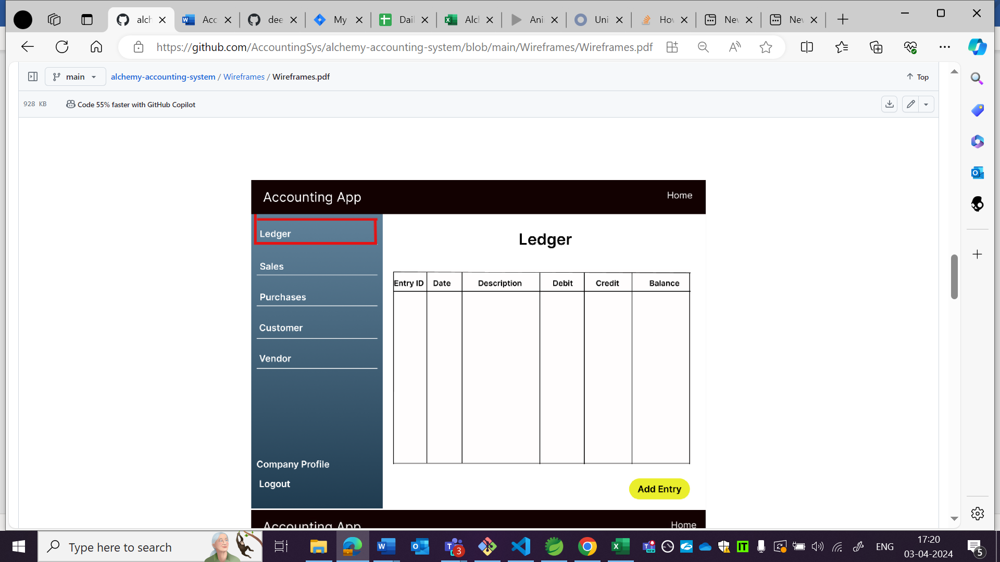 alch
Acc
dee
My
Dail
Alch
Ani
Uni
Hov
Nev
Nev
https://github.com/AccountingSys/alchemy-accounting-system/blob/main/Wireframes/Wireframes.pdf
main
alchemy-accounting-system / Wireframes / Wireframes.pdf
Top
928 KB
Code 55% faster with GitHub Copilot
Accounting App
Home
Ledger
Sales
Purchases
Customer
Vendor
Company Profile
Logout
Ledger
Entry ID Date Description Debit Credit Balance
Add Entry
Accounting App
Home
Type here to search
3
IT
ENG
17:20
03-04-2024
5